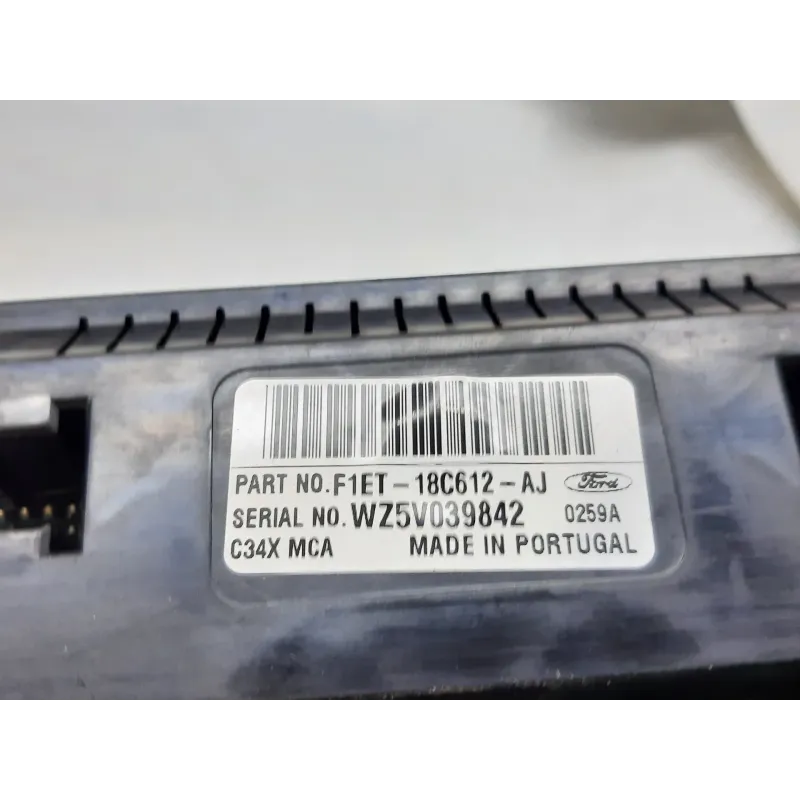 PART NO. F1ET-18C612-AJ Ford
SERIAL NO. WZ5V039842 0259A
C34X MCA MADE IN PORTUGAL